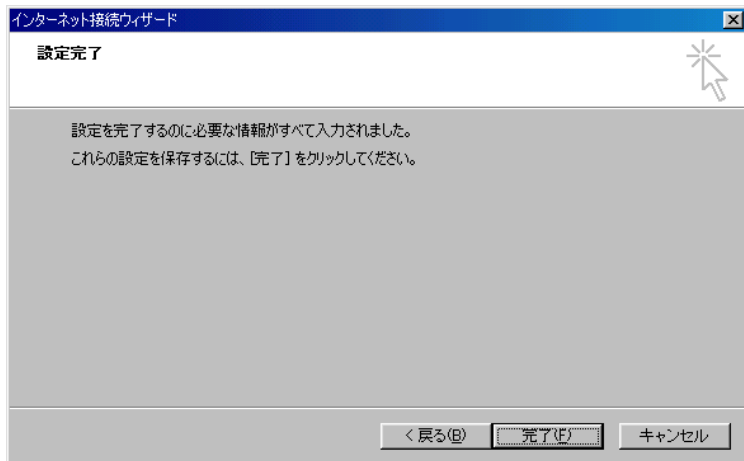 インターネット接続ウィザード
設定完了
設定を完了するのに必要な情報がすべて入力されました。
これらの設定を保存するには、[完了] をクリックしてください。
< 戻る(B) 完了(F) キャンセル